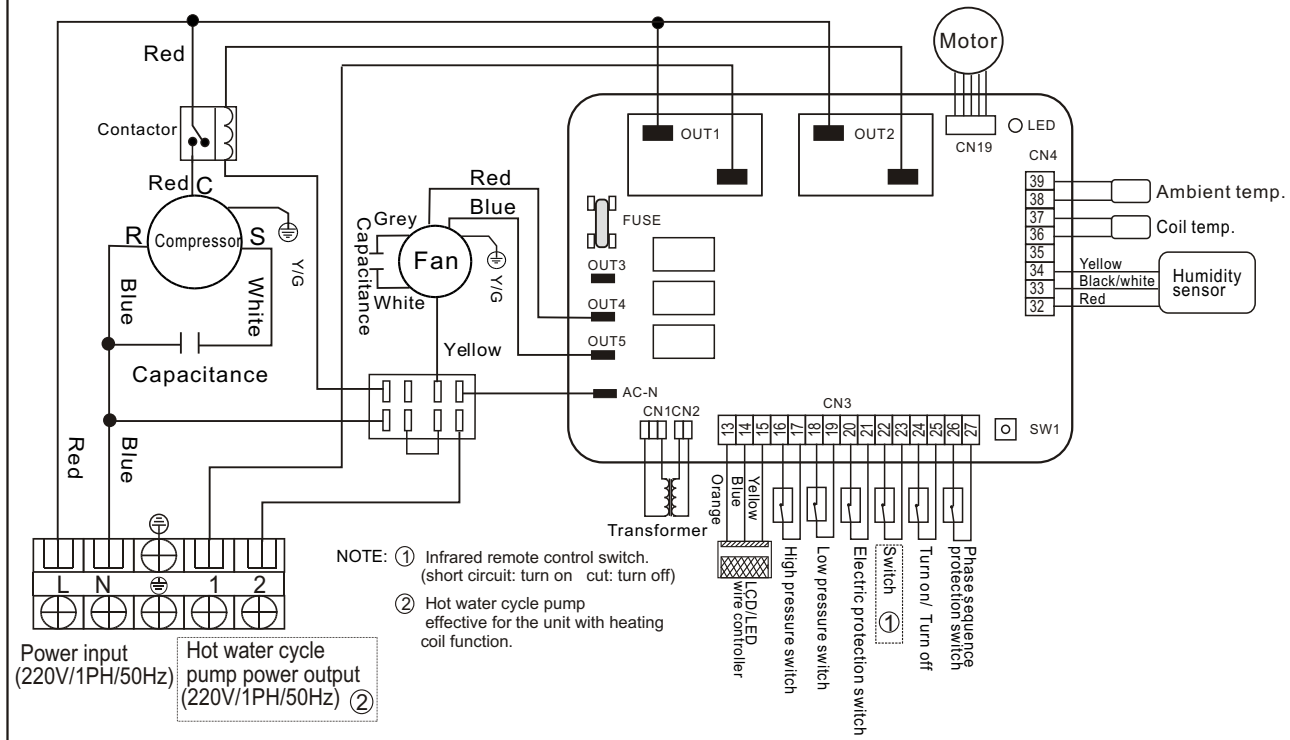 Motor
Red
OUT1
OUT2
LED
CN19
CN4
Contactor
39
38
37
36
35
34
33
32
Ambient temp.
Coil temp.
Yellow
Black/white
Red
Humidity
sensor
Red
C
R
Compressor
S
Y/G
Blue
White
Capacitance
Red
Blue
Grey
Capacitance
Fan
White
Y/G
Yellow
FUSE
OUT3
OUT4
OUT5
AC-N
CN1
CN2
CN3
13
14
15
16
17
18
19
20
21
22
23
24
25
26
27
SW1
Transformer
Orange
Blue
Yellow
LCD/LED
wire controller
High pressure switch
Low pressure switch
Electric protection switch
Switch ①
Turn on/ Turn off
Phase sequence
protection switch
Red
Blue
L
N
1
2
Power input
(220V/1PH/50Hz)
Hot water cycle
pump power output
(220V/1PH/50Hz) ②
NOTE: ① Infrared remote control switch.
(short circuit: turn on cut: turn off)
② Hot water cycle pump
effective for the unit with heating
coil function.